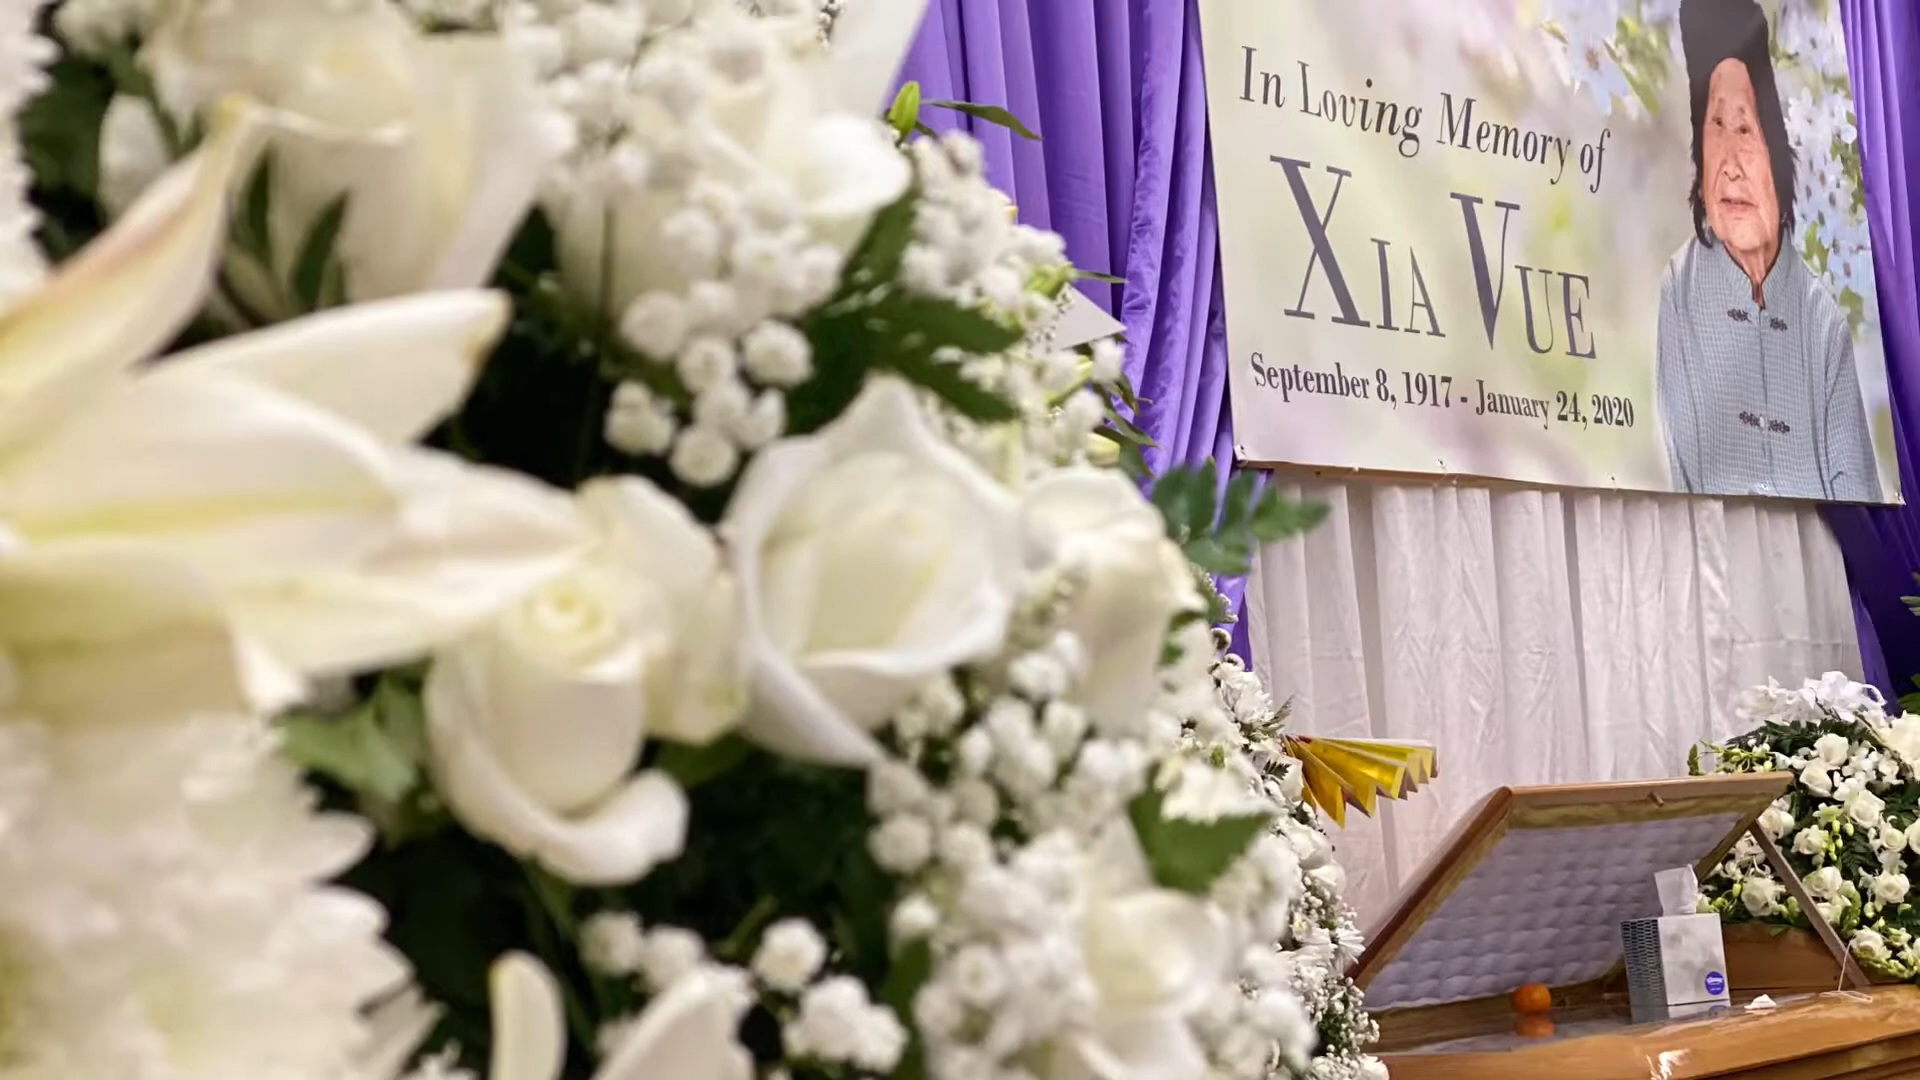 In Loving Memory of
XIA VUE
September 8, 1917 - January 24, 2020